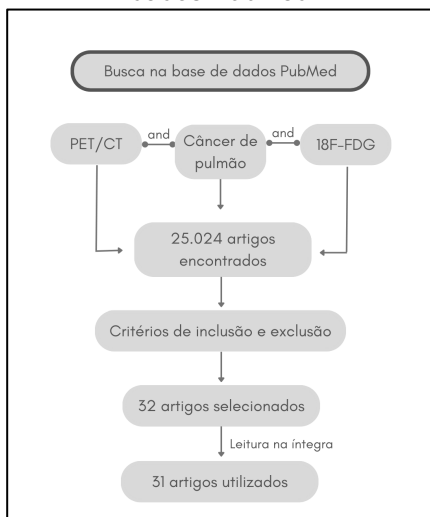 Busca na base de dados PubMed
PET/CT
and
Câncer de
pulmão
and
18F-FDG
25.024 artigos
encontrados
Critérios de inclusão e exclusão
32 artigos selecionados
Leitura na íntegra
31 artigos utilizados